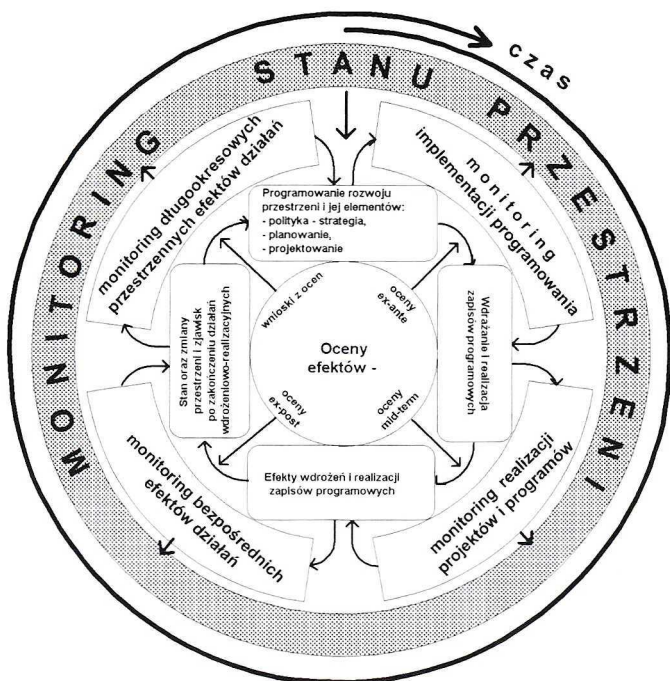 czas
MONITORING STANU PRZESTRZENI
monitoring długookresowych
przestrzennych efektów działań
monitoring
implementacji programowania
Programowanie rozwoju
przestrzeni i jej elementów:
- polityka - strategia,
- planowanie,
- projektowanie
wnioski z ocen
oceny
ex-ante
Stan oraz zmiany
przestrzeni i zjawisk
po zakończeniu działań
wdrożeniowo-realizacyjnych
Oceny
efektów -
Wdrażanie i realizacja
zapisów programowych
oceny
ex-post
oceny
mid-term
Efekty wdrożeń i realizacji
zapisów programowych
monitoring bezpośrednich
efektów działań
monitoring realizacji
projektów i programów